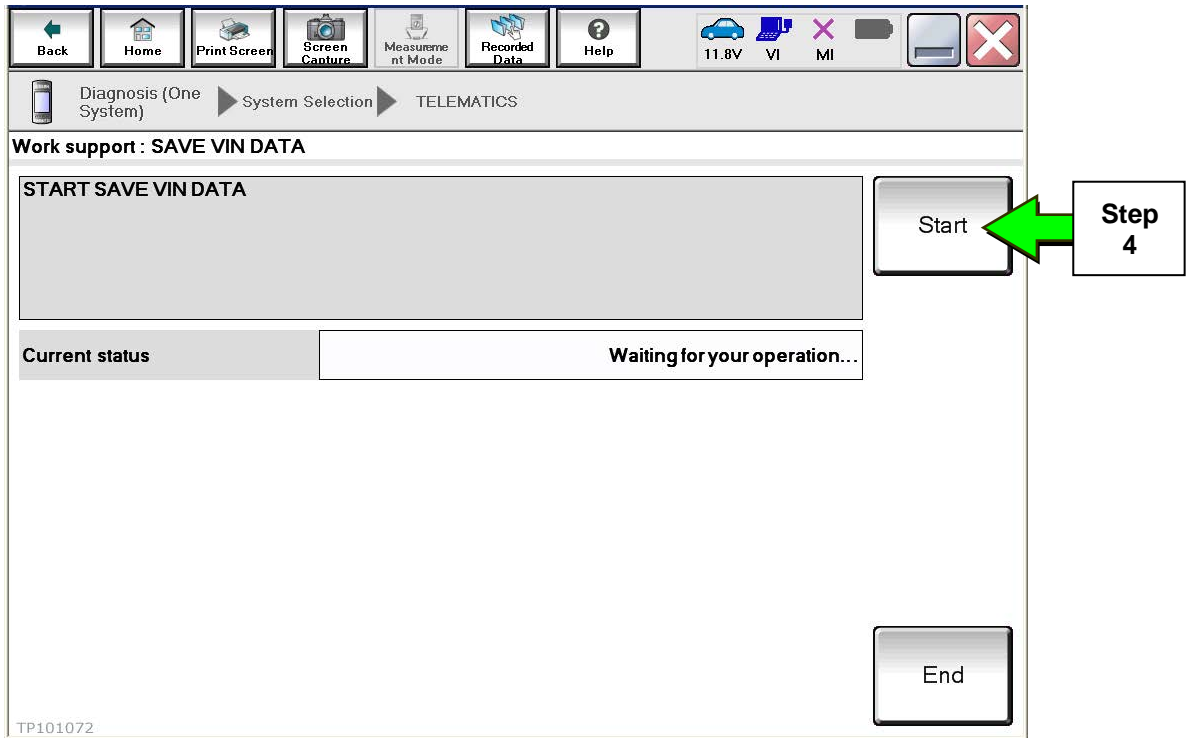 Back
Home
Print Screen
Screen
Capture
Measureme
nt Mode
Recorded
Data
?
Help
11.8V
VI
MI
Diagnosis (One
System)
System Selection
TELEMATICS
Work support : SAVE VIN DATA
START SAVE VIN DATA
Start
Step
4
Current status
Waiting for your operation...
End
TP101072